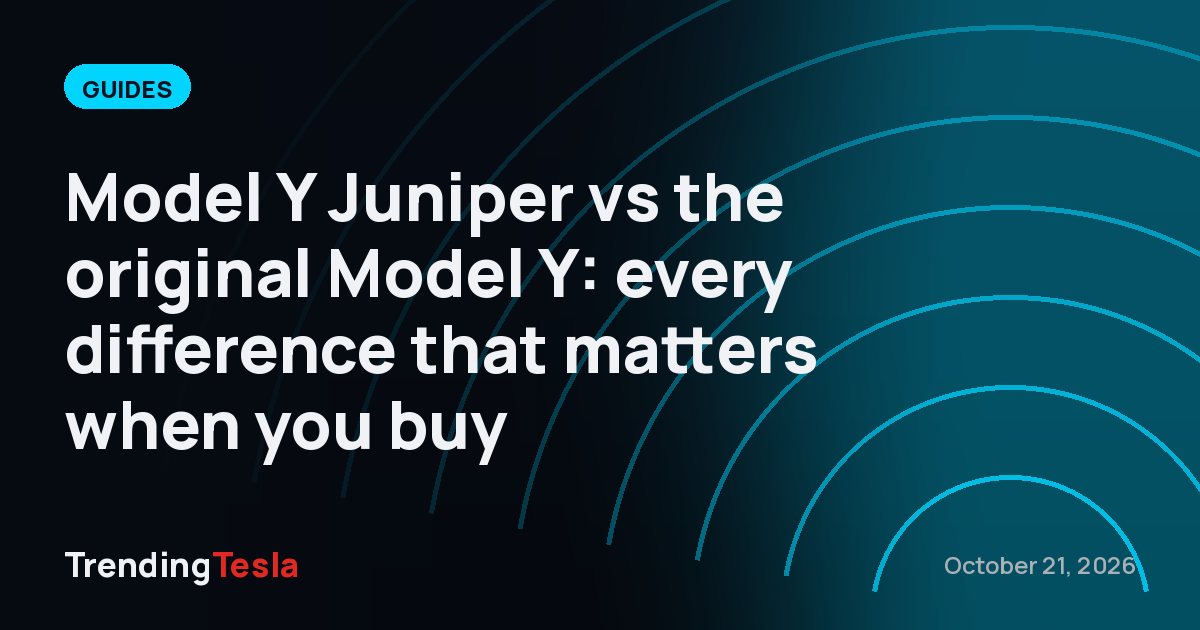 GUIDES
Model Y Juniper vs the
original Model Y: every
difference that matters
when you buy
TrendingTesla
October 21, 2026